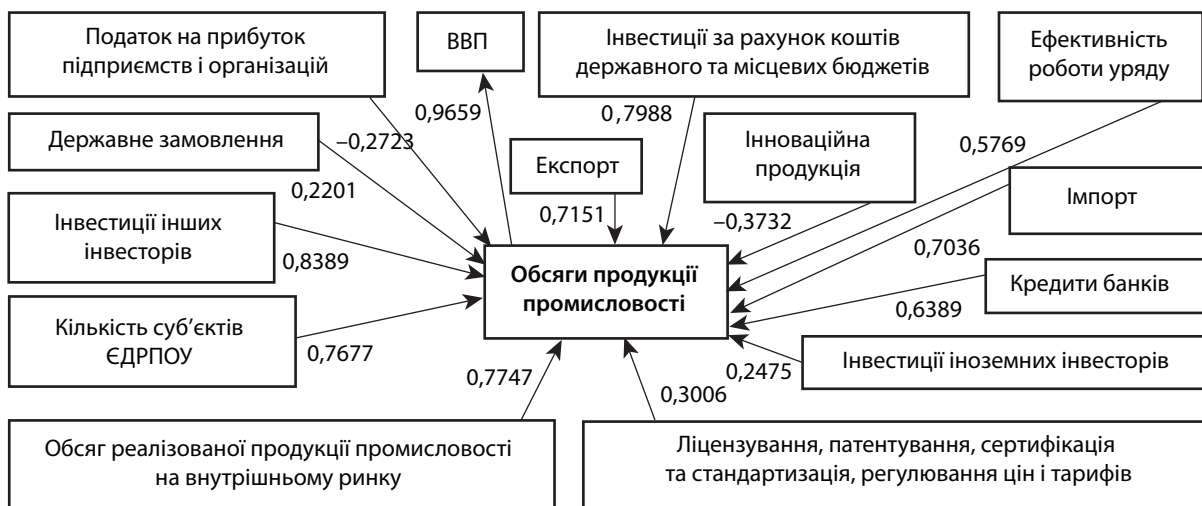 Податок на прибуток
підприємств і організацій
ВВП
Інвестиції за рахунок коштів
державного та місцевих бюджетів
Ефективність
роботи уряду
0,9659
0,7988
Державне замовлення
–0,2723
Інноваційна
продукція
0,5769
Експорт
0,2201
Інвестиції інших
інвесторів
0,7151
–0,3732
Імпорт
0,8389
Обсяги продукції
промисловості
0,7036
Кредити банків
0,6389
Кількість суб’єктів
ЄДРПОУ
0,7677
Інвестиції іноземних інвесторів
0,2475
0,7747
0,3006
Обсяг реалізованої продукції промисловості
на внутрішньому ринку
Ліцензування, патентування, сертифікація
та стандартизація, регулювання цін і тарифів